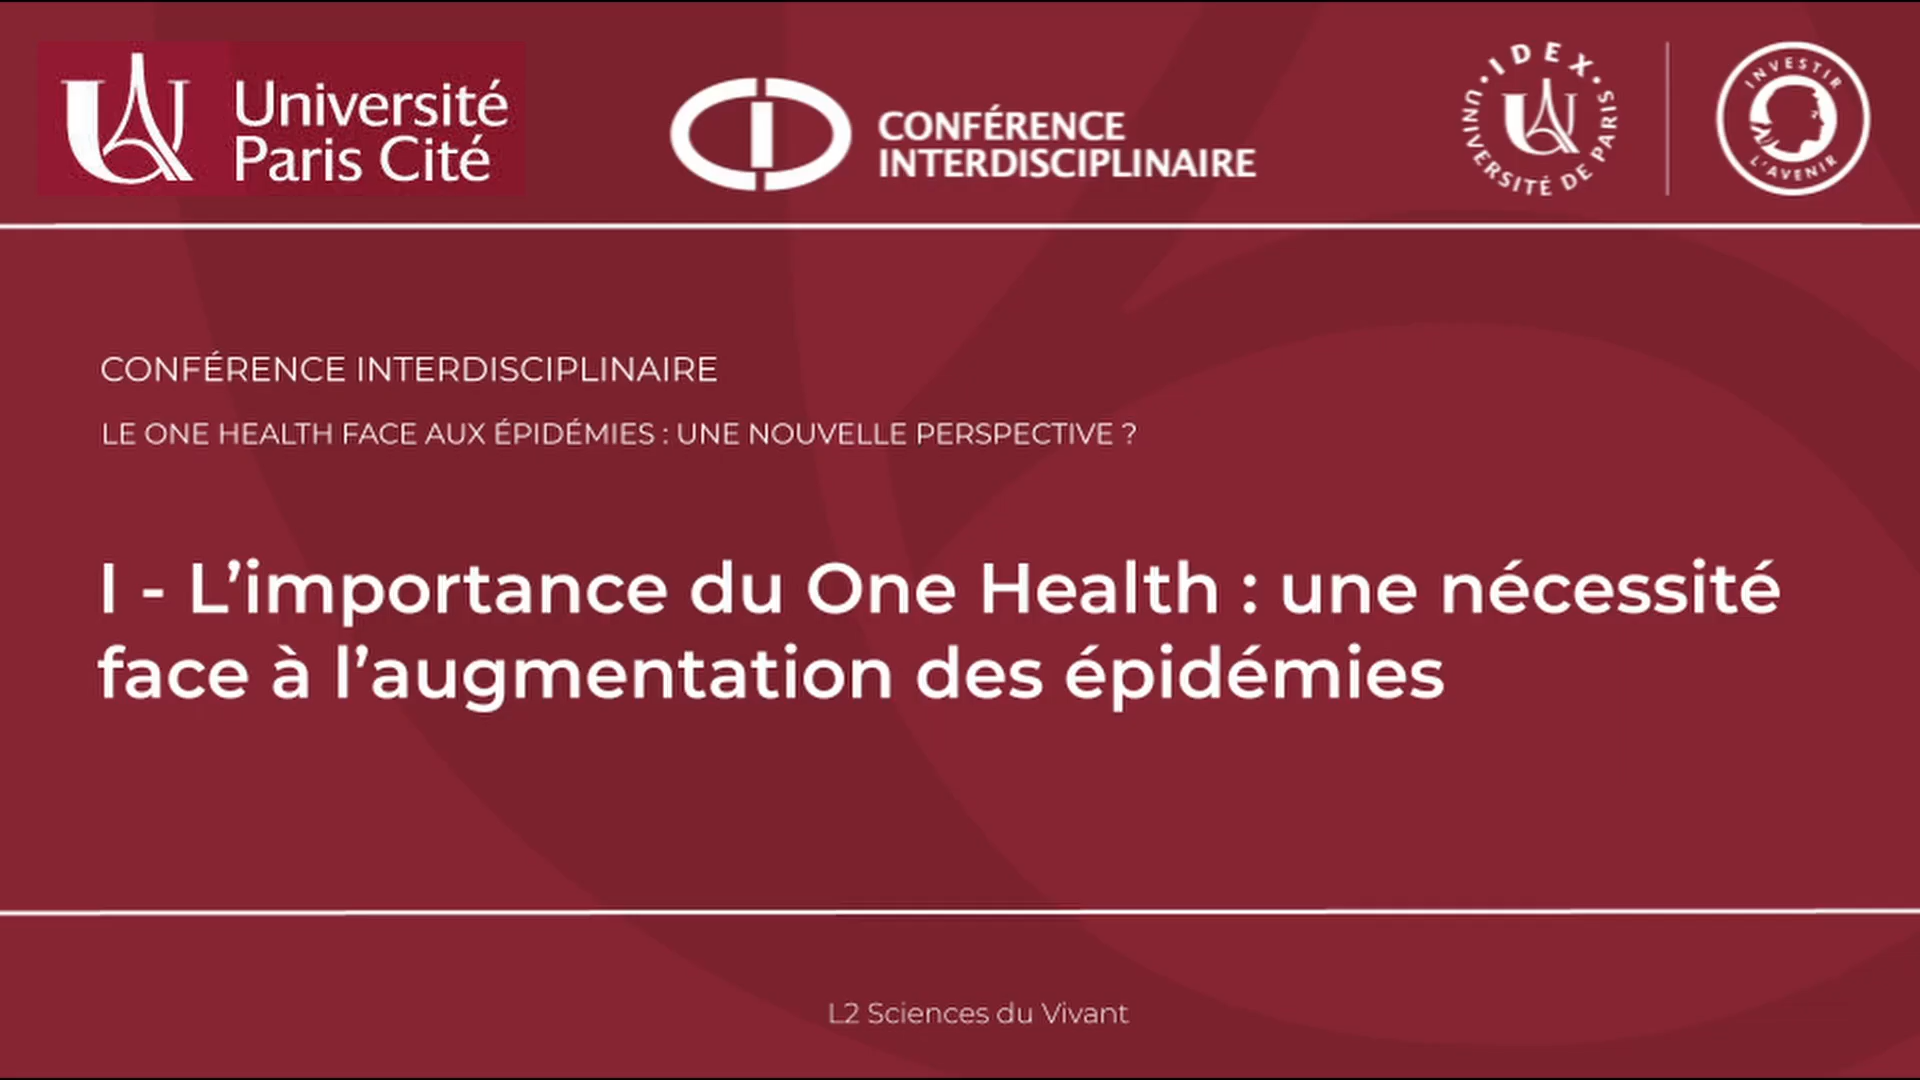 Université
Paris Cité
CONFÉRENCE
INTERDISCIPLINAIRE
• IDEX •
UNIVERSITÉ DE PARIS
INVESTIR
L'AVENIR
CONFÉRENCE INTERDISCIPLINAIRE
LE ONE HEALTH FACE AUX ÉPIDÉMIES : UNE NOUVELLE PERSPECTIVE ?
I - L’importance du One Health : une nécessité
face à l’augmentation des épidémies
L2 Sciences du Vivant